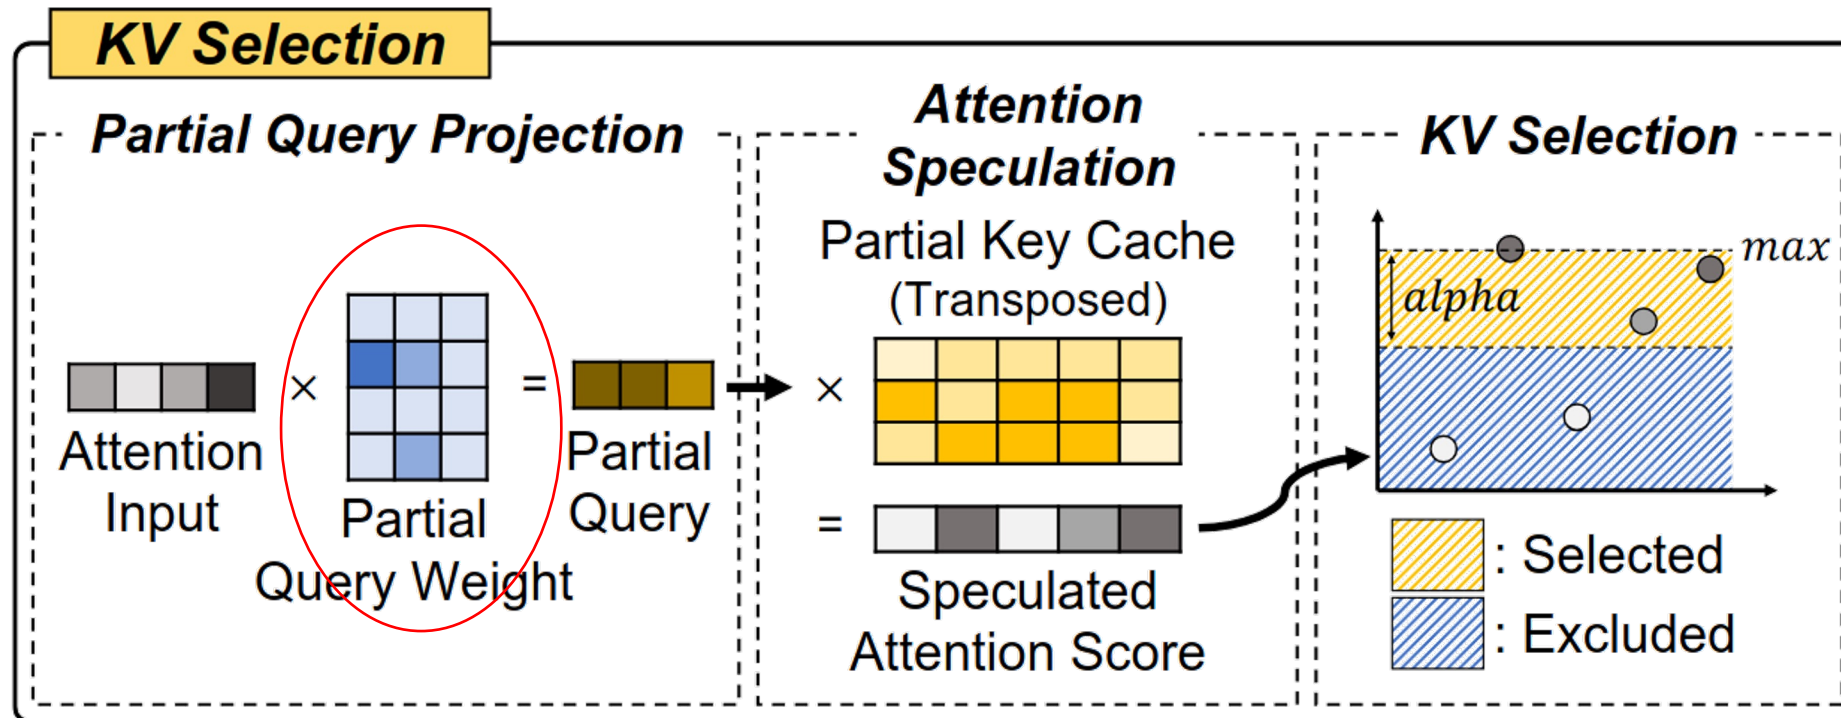 KV Selection
Partial Query Projection
×
=
Attention
Input
Partial
Query Weight
Partial
Query
Attention
Speculation
Partial Key Cache
(Transposed)
×
=
Speculated
Attention Score
KV Selection
max
alpha
: Selected
: Excluded